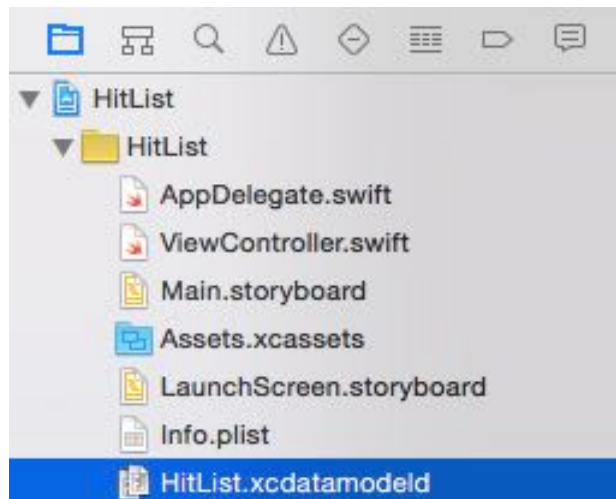 HitList
HitList
AppDelegate.swift
ViewController.swift
Main.storyboard
Assets.xcassets
LaunchScreen.storyboard
Info.plist
HitList.xcdatamodeld